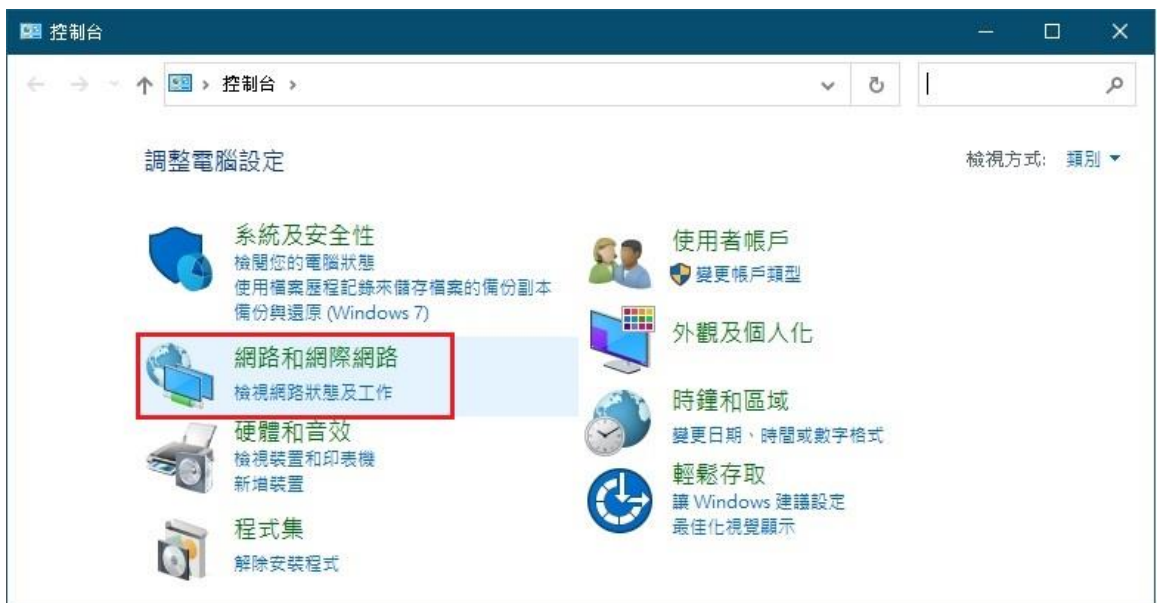 控制台
控制台
調整電腦設定
檢視方式: 類別
系統及安全性
檢閱您的電腦狀態
使用檔案歷程記錄來儲存檔案的備份副本
備份與還原 (Windows 7)
網路和網際網路
檢視網路狀態及工作
硬體和音效
檢視裝置和印表機
新增裝置
程式集
解除安裝程式
使用者帳戶
變更帳戶類型
外觀及個人化
時鐘和區域
變更日期、時間或數字格式
輕鬆存取
讓 Windows 建議設定
最佳化視覺顯示